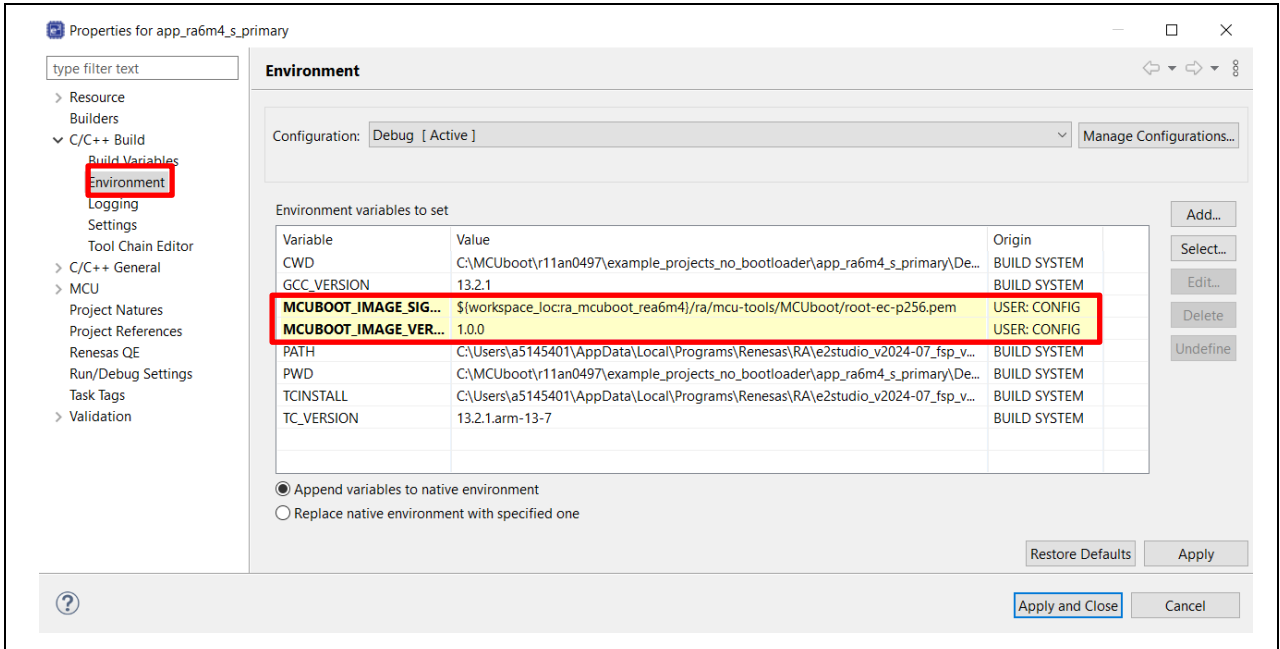 Properties for app_ra6m4_s_primary
type filter text
Resource
Builders
C/C++ Build
Build Variables
Environment
Logging
Settings
Tool Chain Editor
C/C++ General
MCU
Project Natures
Project References
Renesas QE
Run/Debug Settings
Task Tags
Validation
Environment
Configuration: Debug [ Active ] Manage Configurations...
Environment variables to set
Variable Value Origin
CWD C:\MCUboot\r11an0497\example_projects_no_bootloader\app_ra6m4_s_primary\De... BUILD SYSTEM
GCC_VERSION 13.2.1 BUILD SYSTEM
MCUBOOT_IMAGE_SIG... ${workspace_loc:ra_mcuboot_rea6m4}/ra/mcu-tools/MCUboot/root-ec-p256.pem USER: CONFIG
MCUBOOT_IMAGE_VER... 1.0.0 USER: CONFIG
PATH C:\Users\a5145401\AppData\Local\Programs\Renesas\RA\e2studio_v2024-07_fsp_v... BUILD SYSTEM
PWD C:\MCUboot\r11an0497\example_projects_no_bootloader\app_ra6m4_s_primary\De... BUILD SYSTEM
TCINSTALL C:\Users\a5145401\AppData\Local\Programs\Renesas\RA\e2studio_v2024-07_fsp_v... BUILD SYSTEM
TC_VERSION 13.2.1.arm-13-7 BUILD SYSTEM
Add...
Select...
Edit...
Delete
Undefine
Append variables to native environment
Replace native environment with specified one
Restore Defaults Apply
? Apply and Close Cancel